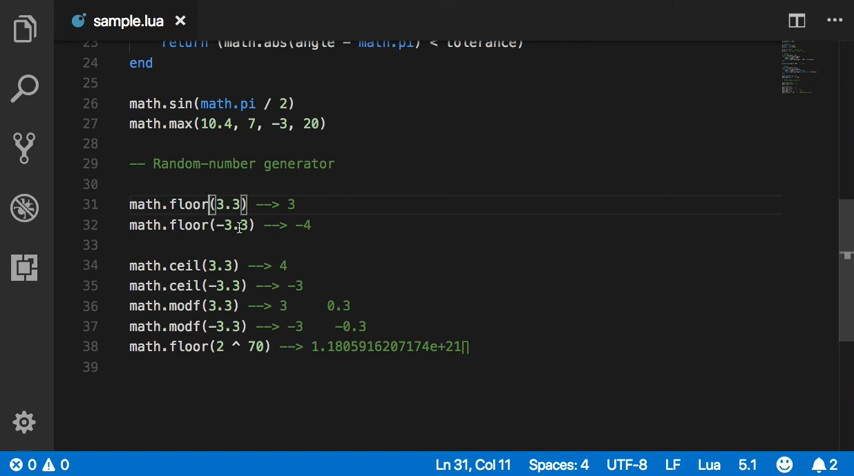 sample.lua
23 return (math.abs(angle - math.pi) < tolerance)
24 end
25
26 math.sin(math.pi / 2)
27 math.max(10.4, 7, -3, 20)
28
29 -- Random-number generator
30
31 math.floor(3.3) --> 3
32 math.floor(-3.3) --> -4
33
34 math.ceil(3.3) --> 4
35 math.ceil(-3.3) --> -3
36 math.modf(3.3) --> 3 0.3
37 math.modf(-3.3) --> -3 -0.3
38 math.floor(2 ^ 70) --> 1.1805916207174e+21
39
0 0 Ln 31, Col 11 Spaces: 4 UTF-8 LF Lua 5.1 2